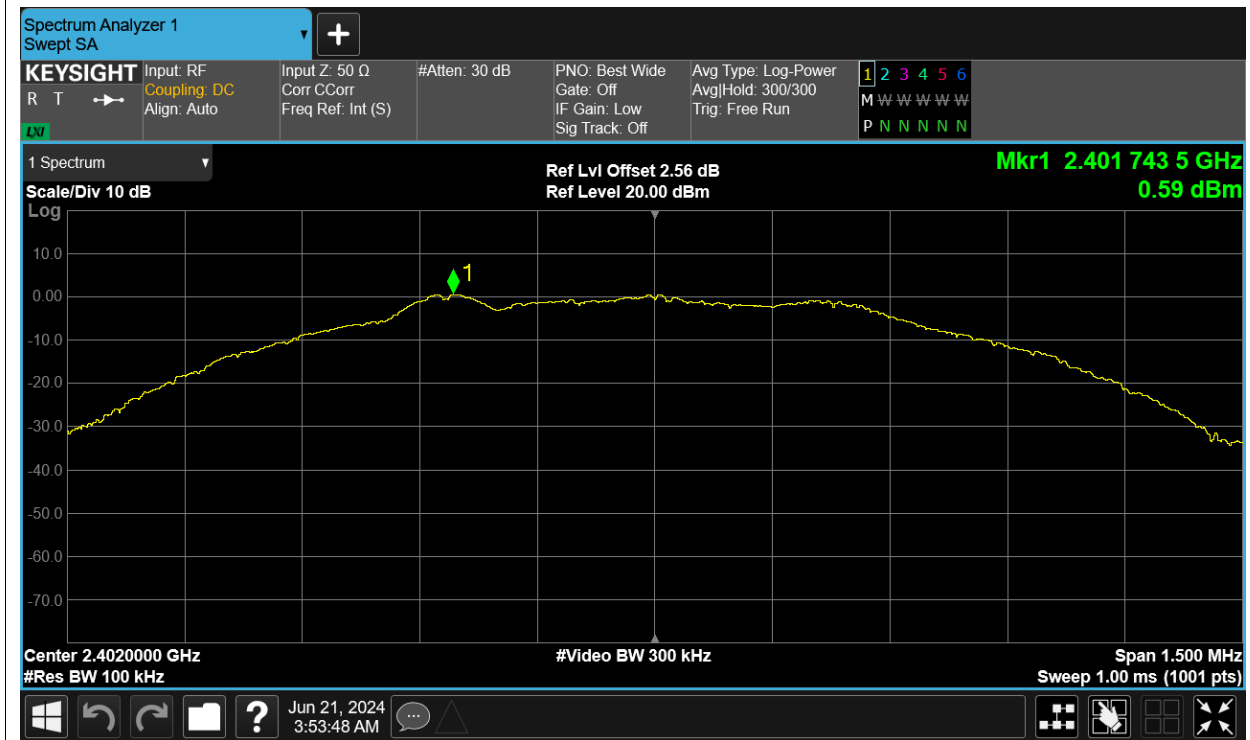 Spectrum Analyzer 1
Swept SA
KEYSIGHT
R T
LXI
Input: RF
Coupling: DC
Align: Auto
Input Z: 50 Ω
Corr CCorr
Freq Ref: Int (S)
#Atten: 30 dB
PNO: Best Wide
Gate: Off
IF Gain: Low
Sig Track: Off
Avg Type: Log-Power
Avg|Hold: 300/300
Trig: Free Run
1 2 3 4 5 6
M W W W W W
P N N N N N
1 Spectrum
Scale/Div 10 dB
Log
Ref Lvl Offset 2.56 dB
Ref Level 20.00 dBm
Mkr1 2.401 743 5 GHz
0.59 dBm
10.0
1
0.00
-10.0
-20.0
-30.0
-40.0
-50.0
-60.0
-70.0
Center 2.4020000 GHz
#Res BW 100 kHz
#Video BW 300 kHz
Span 1.500 MHz
Sweep 1.00 ms (1001 pts)
?
Jun 21, 2024
3:53:48 AM